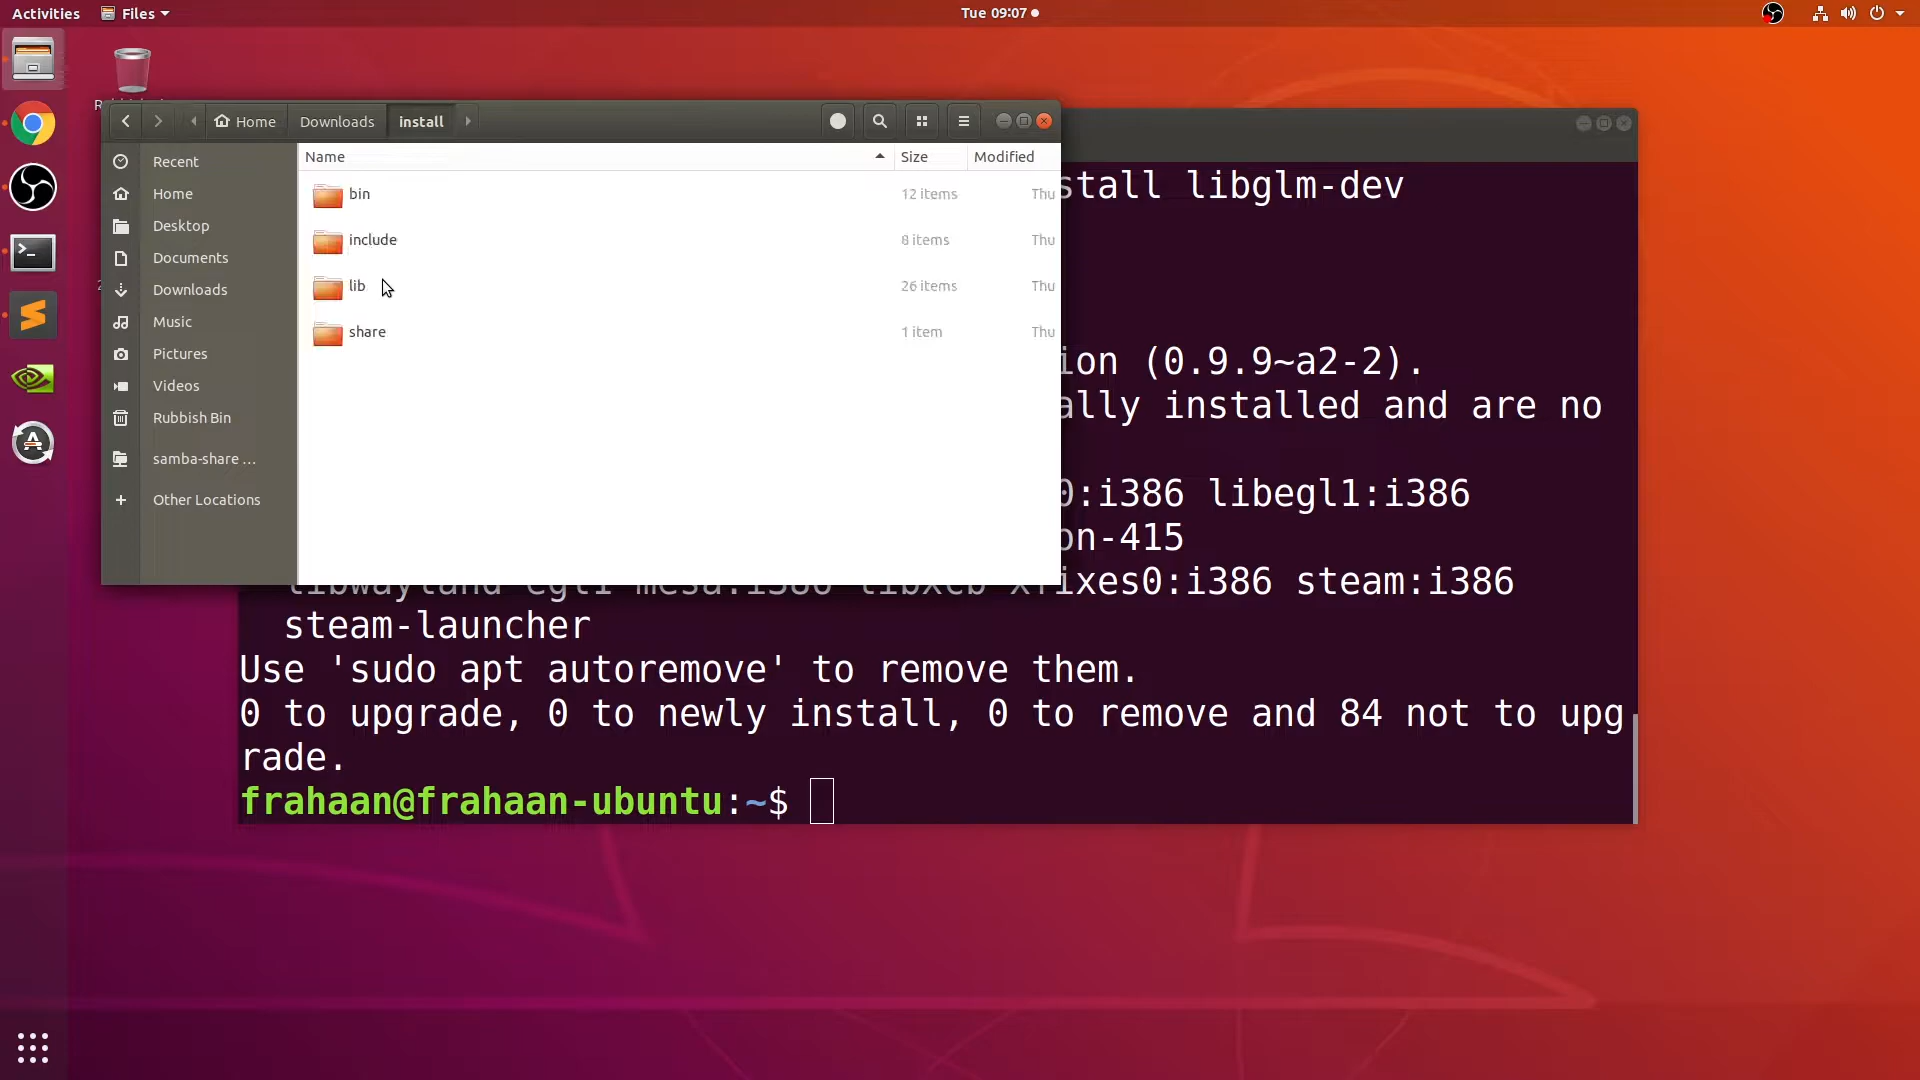 Activities Files Tue 09:07
Home Downloads install
Name Size Modified
Recent
Home
Desktop
Documents
Downloads
Music
Pictures
Videos
Rubbish Bin
samba-share ...
Other Locations
bin 12 items Thu
include 8 items Thu
lib 26 items Thu
share 1 item Thu
stall libglm-dev
ion (0.9.9~a2-2).
ally installed and are no
0:i386 libegl1:i386
on-415
xfixes0:i386 steam:i386
steam-launcher
Use 'sudo apt autoremove' to remove them.
0 to upgrade, 0 to newly install, 0 to remove and 84 not to upg
rade.
frahaan@frahaan-ubuntu:~$